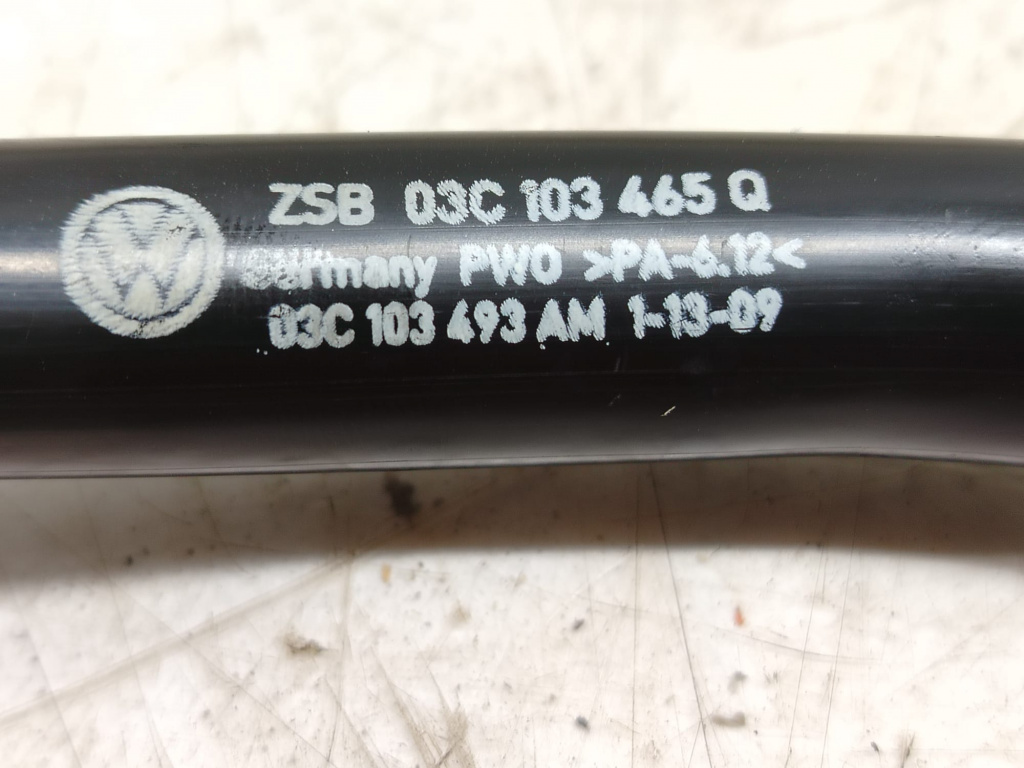 ZSB 03C 103 465 Q
Germany PWO >PA-6.12<
03C 103 493 AM 1-13-09